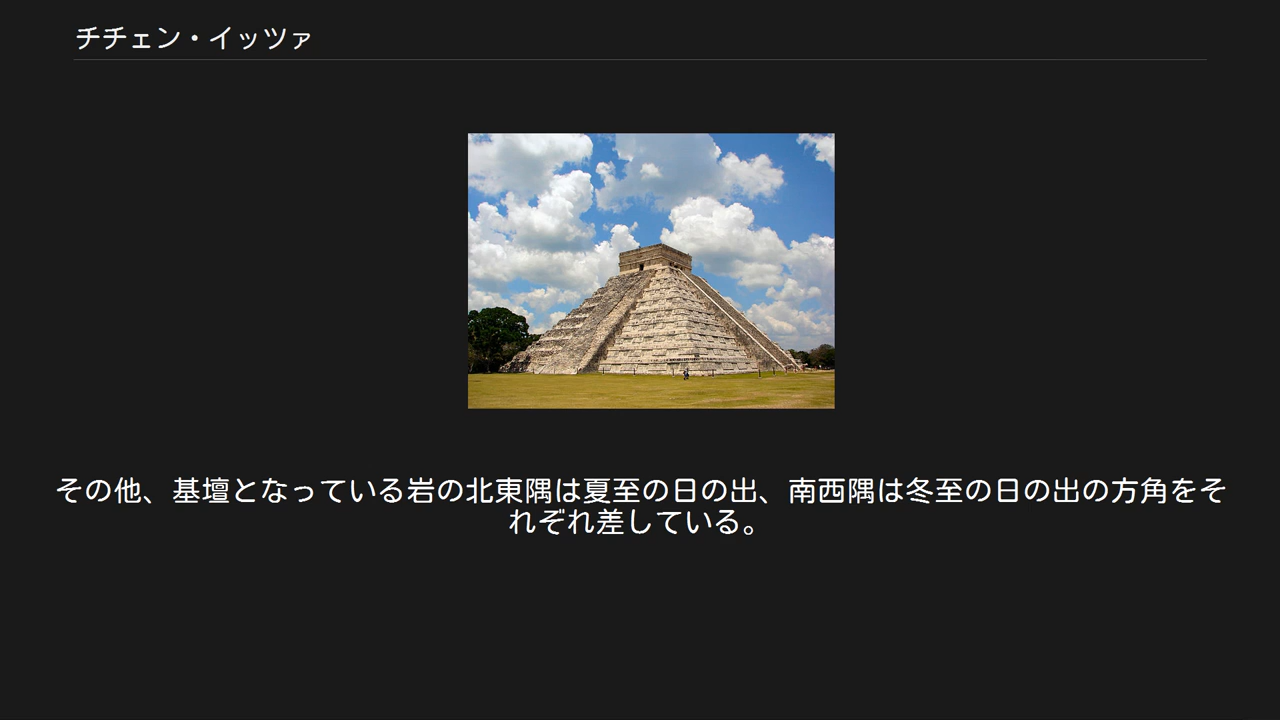 チチェン・イッツァ
その他、基壇となっている岩の北東隅は夏至の日の出、南西隅は冬至の日の出の方角をそ
れぞれ差している。